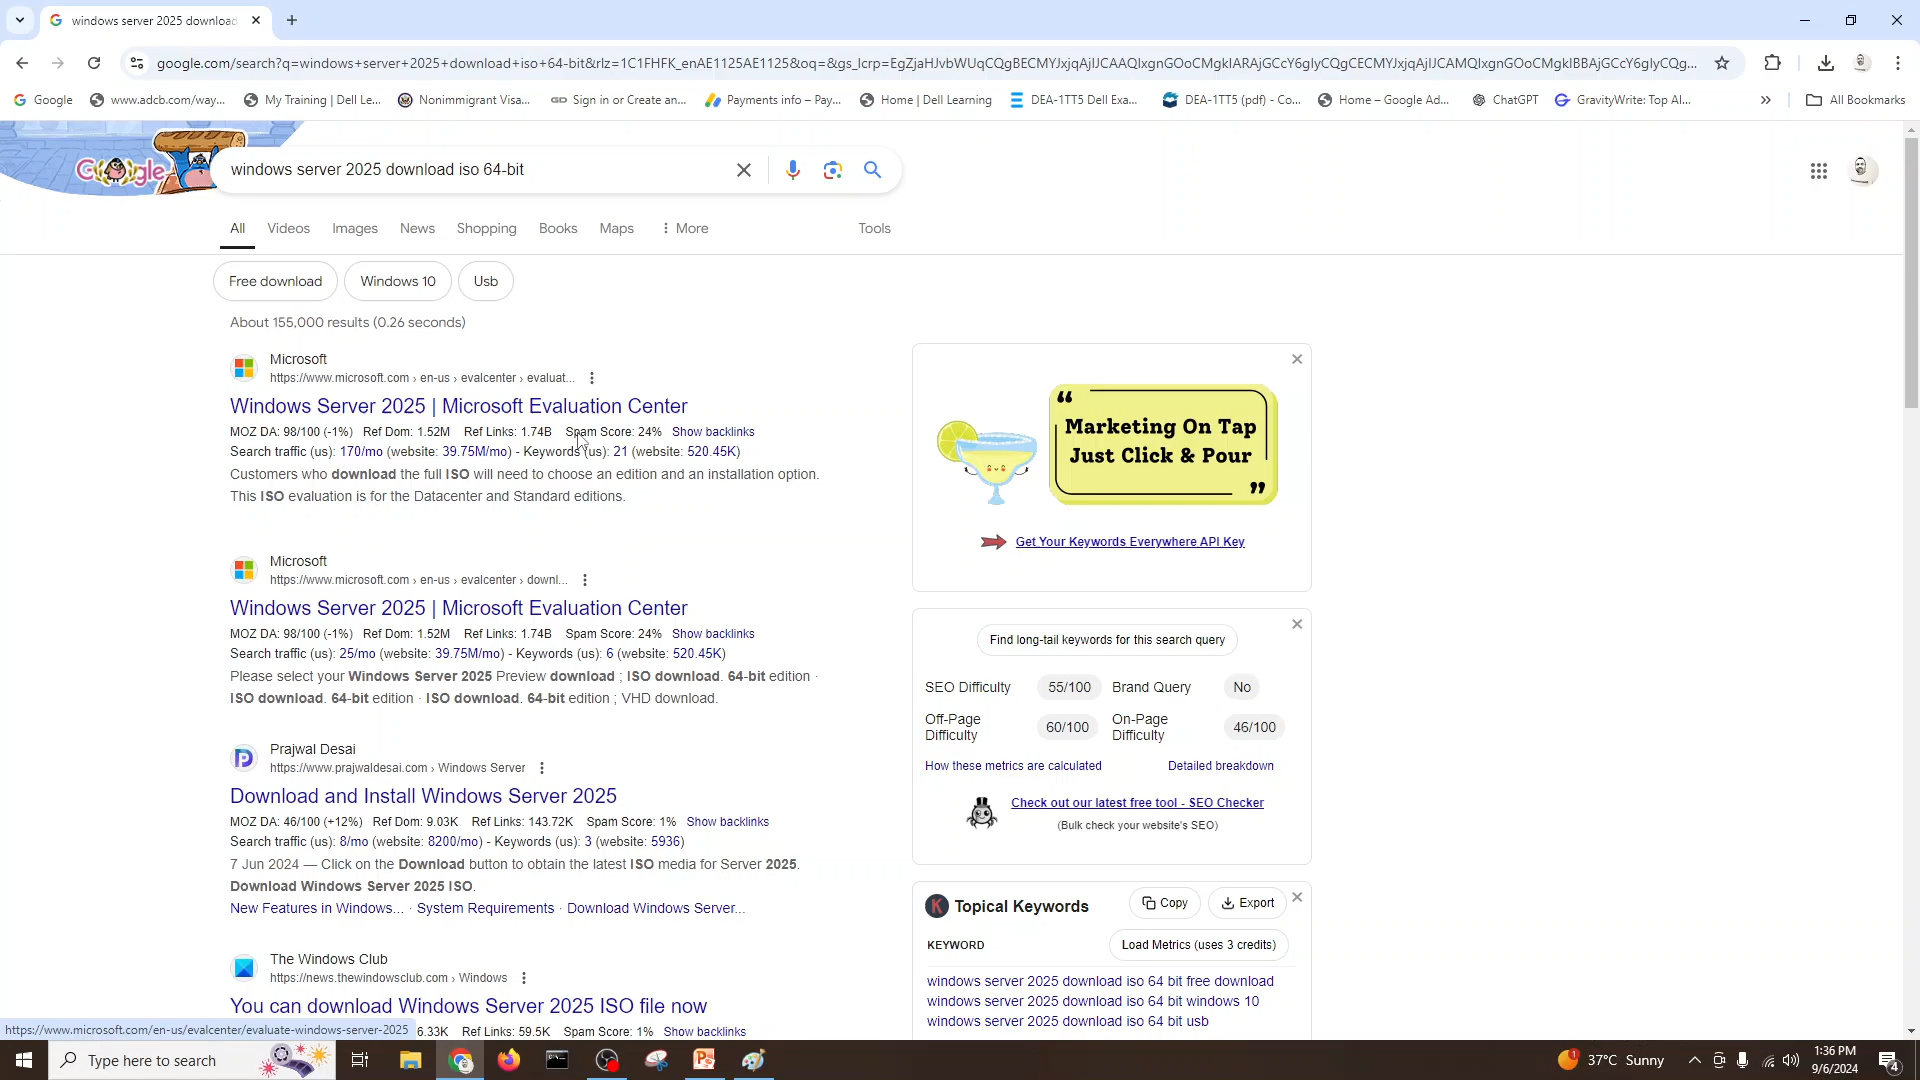 windows server 2025 download
google.com/search?q=windows+server+2025+download+iso+64-bit&rlz=1C1FHFK_enAE1125AE1125&oq=&gs_lcrp=EgZjaHJvbWUqCQgBECMYJxjqAjIJCAAQIxgnGOoCMgkIARAjGCcY6gIyCQgCECMYJxjqAjIJCAMQIxgnGOoCMgkIBBAjGCcY6gIyCQg...
Google
www.adcb.com/way...
My Training | Dell Le...
Nonimmigrant Visa...
Sign in or Create an...
Payments info – Pay...
Home | Dell Learning
DEA-1TT5 Dell Exa...
DEA-1TT5 (pdf) - Co...
Home – Google Ad...
ChatGPT
GravityWrite: Top AI...
All Bookmarks
Google
windows server 2025 download iso 64-bit
All Videos Images News Shopping Books Maps More Tools
Free download Windows 10 Usb
About 155,000 results (0.26 seconds)
Microsoft
https://www.microsoft.com › en-us › evalcenter › evaluat...
Windows Server 2025 | Microsoft Evaluation Center
MOZ DA: 98/100 (-1%) Ref Dom: 1.52M Ref Links: 1.74B Spam Score: 24% Show backlinks
Search traffic (us): 170/mo (website: 39.75M/mo) - Keywords (us): 21 (website: 520.45K)
Customers who download the full ISO will need to choose an edition and an installation option.
This ISO evaluation is for the Datacenter and Standard editions.
Microsoft
https://www.microsoft.com › en-us › evalcenter › downl...
Windows Server 2025 | Microsoft Evaluation Center
MOZ DA: 98/100 (-1%) Ref Dom: 1.52M Ref Links: 1.74B Spam Score: 24% Show backlinks
Search traffic (us): 25/mo (website: 39.75M/mo) - Keywords (us): 6 (website: 520.45K)
Please select your Windows Server 2025 Preview download ; ISO download. 64-bit edition ·
ISO download. 64-bit edition · ISO download. 64-bit edition ; VHD download.
Prajwal Desai
https://www.prajwaldesai.com › Windows Server
Download and Install Windows Server 2025
MOZ DA: 46/100 (+12%) Ref Dom: 9.03K Ref Links: 143.72K Spam Score: 1% Show backlinks
Search traffic (us): 8/mo (website: 8200/mo) - Keywords (us): 3 (website: 5936)
7 Jun 2024 — Click on the Download button to obtain the latest ISO media for Server 2025.
Download Windows Server 2025 ISO.
New Features in Windows... · System Requirements · Download Windows Server...
The Windows Club
https://news.thewindowsclub.com › Windows
You can download Windows Server 2025 ISO file now
6.33K Ref Links: 59.5K Spam Score: 1% Show backlinks
https://www.microsoft.com/en-us/evalcenter/evaluate-windows-server-2025
“ Marketing On Tap
Just Click & Pour ”
Get Your Keywords Everywhere API Key
Find long-tail keywords for this search query
SEO Difficulty 55/100 Brand Query No
Off-Page Difficulty 60/100 On-Page Difficulty 46/100
How these metrics are calculated Detailed breakdown
Check out our latest free tool - SEO Checker
(Bulk check your website's SEO)
K Topical Keywords Copy Export
KEYWORD Load Metrics (uses 3 credits)
windows server 2025 download iso 64 bit free download
windows server 2025 download iso 64 bit windows 10
windows server 2025 download iso 64 bit usb
Type here to search
1
37°C Sunny
1:36 PM
9/6/2024
4